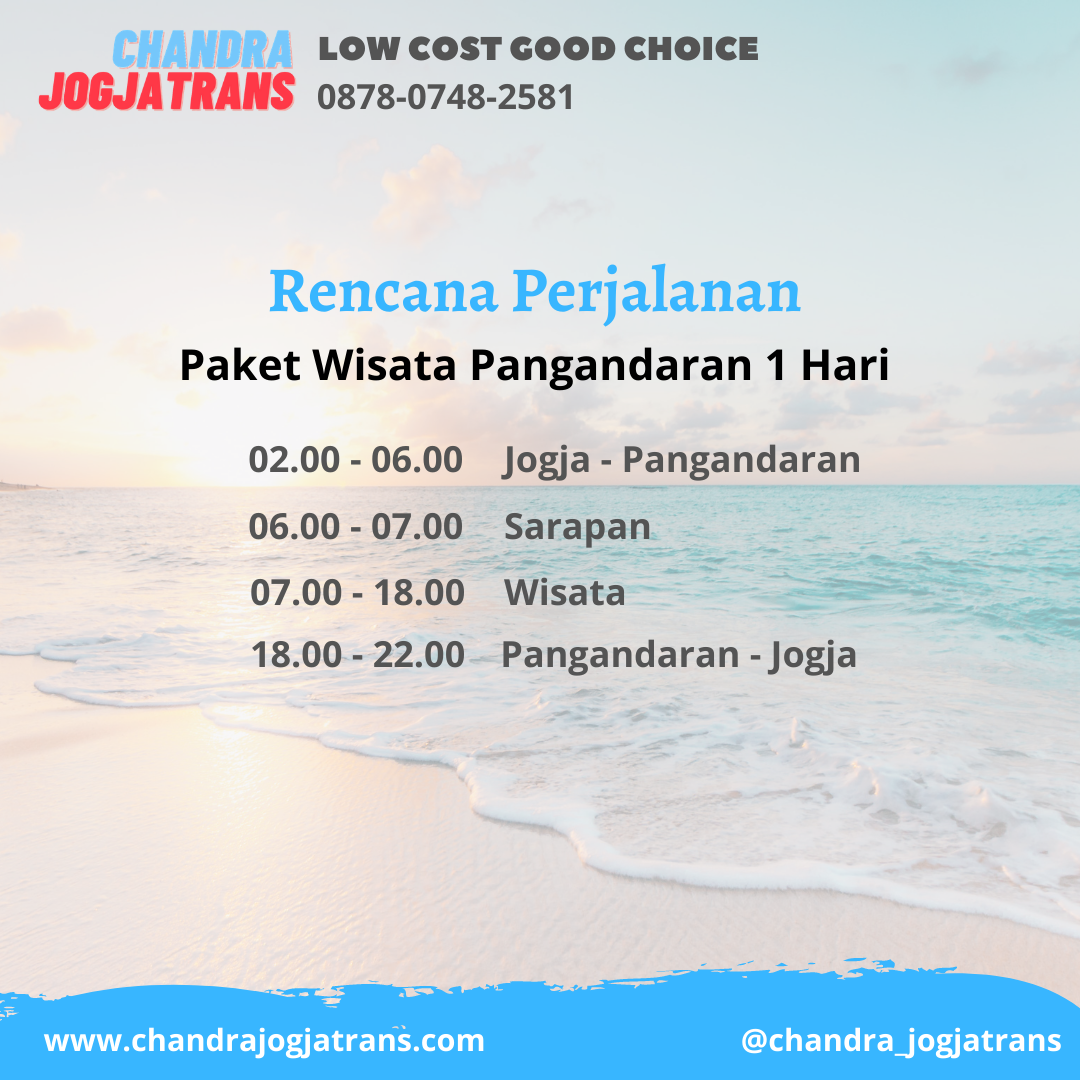 CHANDRA
JOGJATRANS
LOW COST GOOD CHOICE
0878-0748-2581
Rencana Perjalanan
Paket Wisata Pangandaran 1 Hari
02.00 - 06.00 Jogja - Pangandaran
06.00 - 07.00 Sarapan
07.00 - 18.00 Wisata
18.00 - 22.00 Pangandaran - Jogja
www.chandrajogjatrans.com
@chandra_jogjatrans